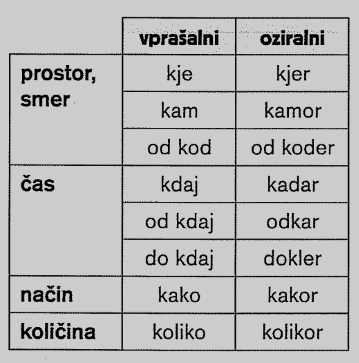 vprašalni oziralni
prostor, kje kjer
smer kam kamor
od kod od koder
čas kdaj kadar
od kdaj odkar
do kdaj dokler
način kako kakor
količina koliko kolikor